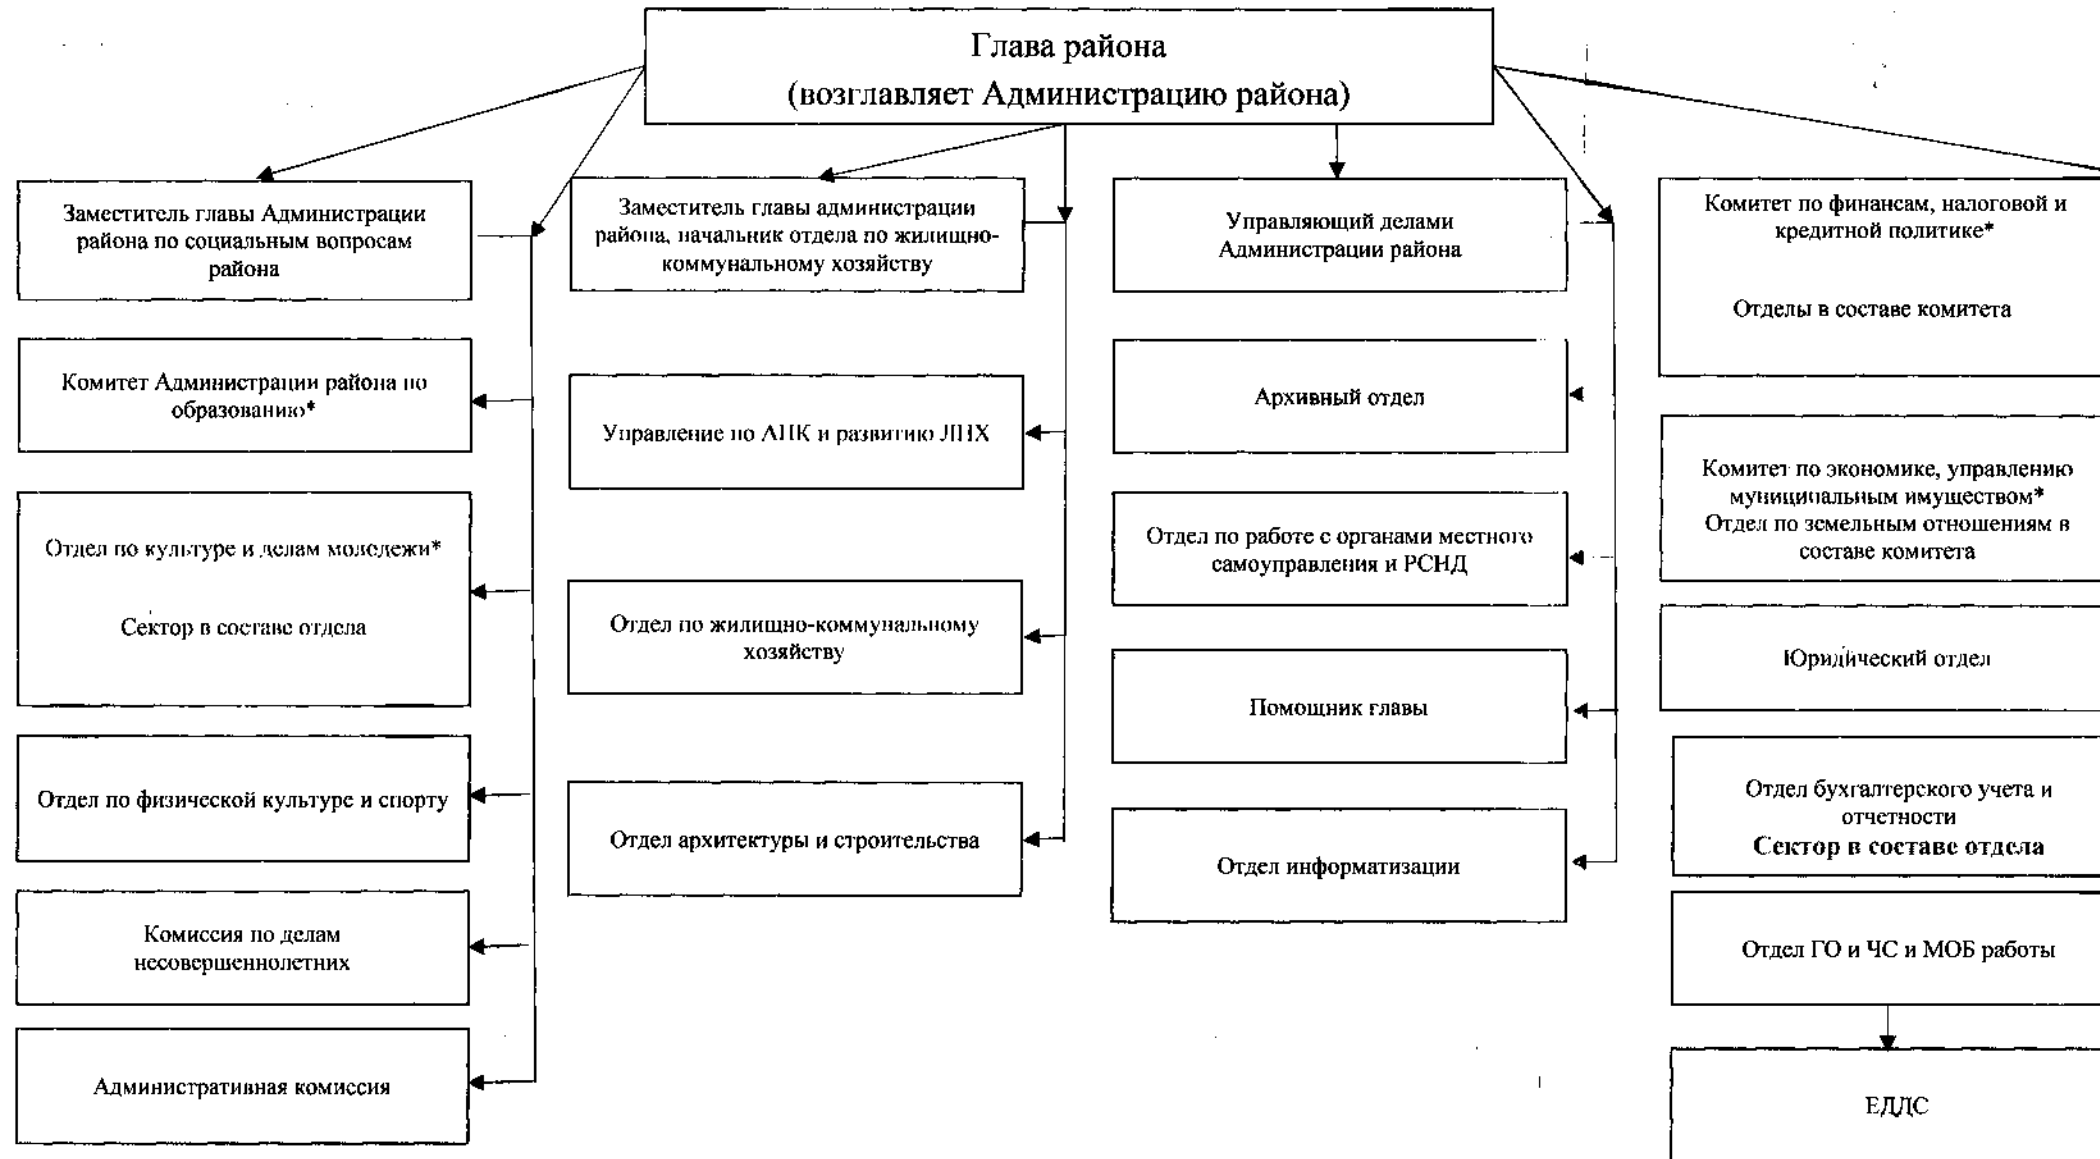 Глава района
(возглавляет Администрацию района)
Заместитель главы Администрации
района по социальным вопросам
района
Комитет Администрации района по
образованию*
Отдел по культуре и делам молодежи*
Сектор в составе отдела
Отдел по физической культуре и спорту
Комиссия по делам
несовершеннолетних
Административная комиссия
Заместитель главы администрации
района, начальник отдела по жилищно-
коммунальному хозяйству
Управление по АПК и развитию ЛПХ
Отдел по жилищно-коммунальному
хозяйству
Отдел архитектуры и строительства
Управляющий делами
Администрации района
Архивный отдел
Отдел по работе с органами местного
самоуправления и РСНД
Помощник главы
Отдел информатизации
Комитет по финансам, налоговой и
кредитной политике*
Отделы в составе комитета
Комитет по экономике, управлению
муниципальным имуществом*
Отдел по земельным отношениям в
составе комитета
Юридический отдел
Отдел бухгалтерского учета и
отчетности
Сектор в составе отдела
Отдел ГО и ЧС и МОБ работы
ЕДДС